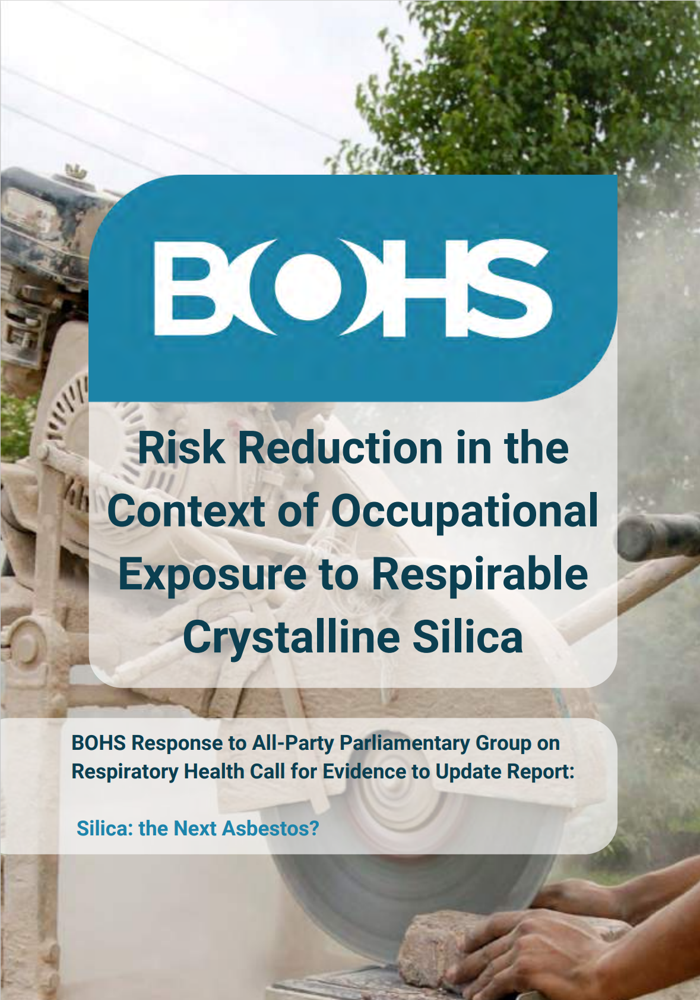 BOHS
Risk Reduction in the
Context of Occupational
Exposure to Respirable
Crystalline Silica
BOHS Response to All-Party Parliamentary Group on
Respiratory Health Call for Evidence to Update Report:
Silica: the Next Asbestos?